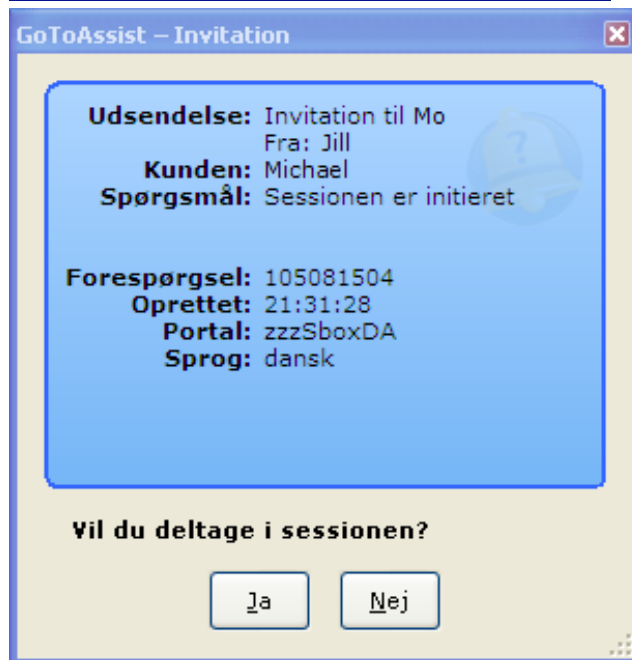 GoToAssist – Invitation
Udsendelse: Invitation til Mo
Fra: Jill
Kunden: Michael
Spørgsmål: Sessionen er initieret
Forespørgsel: 105081504
Oprettet: 21:31:28
Portal: zzzSboxDA
Sprog: dansk
Vil du deltage i sessionen?
Ja Nej